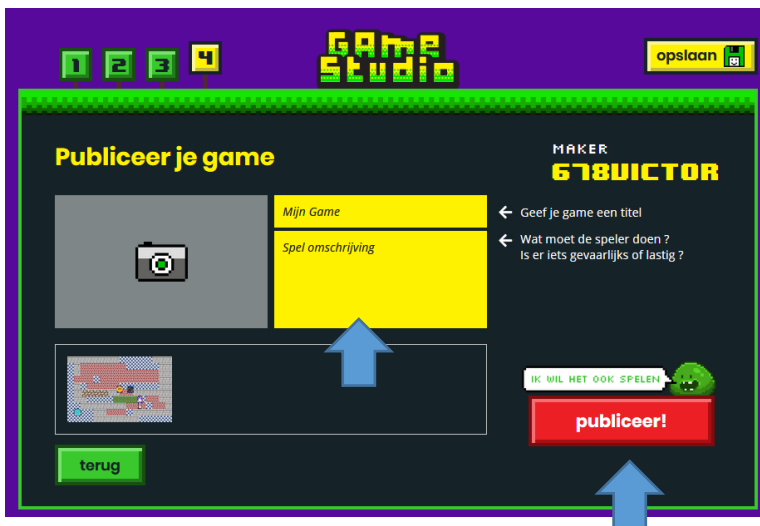 1 2 3 4
GAme
Studio
opslaan
Publiceer je game
MAKER
678VICTOR
Mijn Game
Geef je game een titel
Spel omschrijving
Wat moet de speler doen ?
Is er iets gevaarlijks of lastig ?
IK WIL HET OOK SPELEN
publiceer!
terug